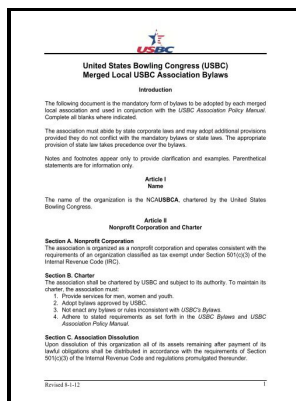 USBC
United States Bowling Congress (USBC)
Merged Local USBC Association Bylaws
Introduction
The following document is the mandatory form of bylaws to be adopted by each merged
local association and used in conjunction with the USBC Association Policy Manual.
Complete all blanks where indicated.
The association must abide by state corporate laws and may adopt additional provisions
provided they do not conflict with the mandatory bylaws or state laws. The appropriate
provision of state law takes precedence over the bylaws.
Notes and footnotes appear only to provide clarification and examples. Parenthetical
statements are for information only.
Article I
Name
The name of the organization is the NCAUSBCA, chartered by the United States
Bowling Congress.
Article II
Nonprofit Corporation and Charter
Section A. Nonprofit Corporation
The association is organized as a nonprofit corporation and operates consistent with the
requirements of an organization classified as tax exempt under Section 501(c)(3) of the
Internal Revenue Code (IRC).
Section B. Charter
The association shall be chartered by USBC and subject to its authority. To maintain its
charter, the association must:
1. Provide services for men, women and youth.
2. Adopt bylaws approved by USBC.
3. Not enact any bylaws or rules inconsistent with USBC's Bylaws.
4. Adhere to standard requirements as set forth in the USBC Bylaws and USBC
Association Policy Manual.
Section C. Association Dissolution
Upon dissolution of this organization all of its assets remaining after payment of its
lawful obligations shall be distributed in accordance with the requirements of Section
501(c)(3) of the Internal Revenue Code and regulations promulgated thereunder.
Revised 8-1-12 1